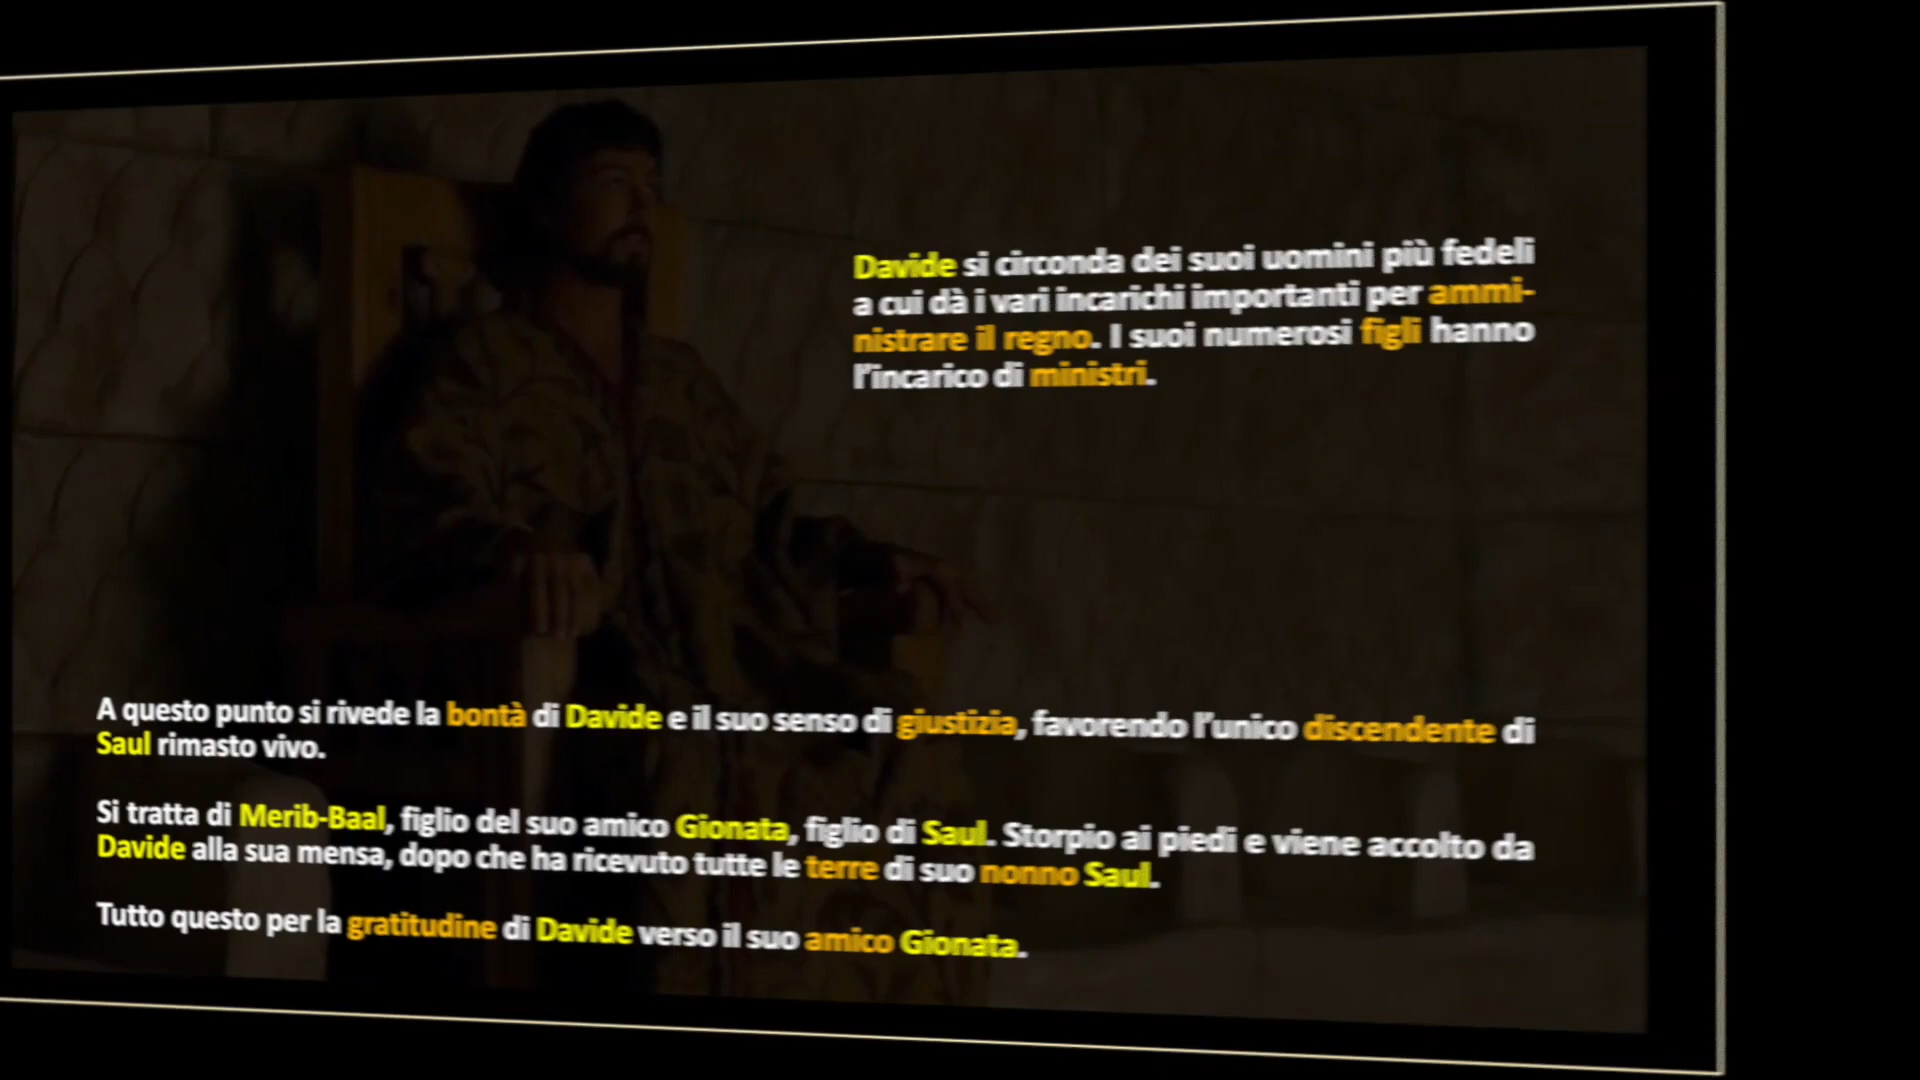 Davide si circonda dei suoi uomini più fedeli
a cui dà i vari incarichi importanti per ammi-
nistrare il regno. I suoi numerosi figli hanno
l'incarico di ministri.
A questo punto si rivede la bontà di Davide e il suo senso di giustizia, favorendo l'unico discendente di
Saul rimasto vivo.
Si tratta di Merib-Baal, figlio del suo amico Gionata, figlio di Saul. Storpio ai piedi e viene accolto da
Davide alla sua mensa, dopo che ha ricevuto tutte le terre di suo nonno Saul.
Tutto questo per la gratitudine di Davide verso il suo amico Gionata.